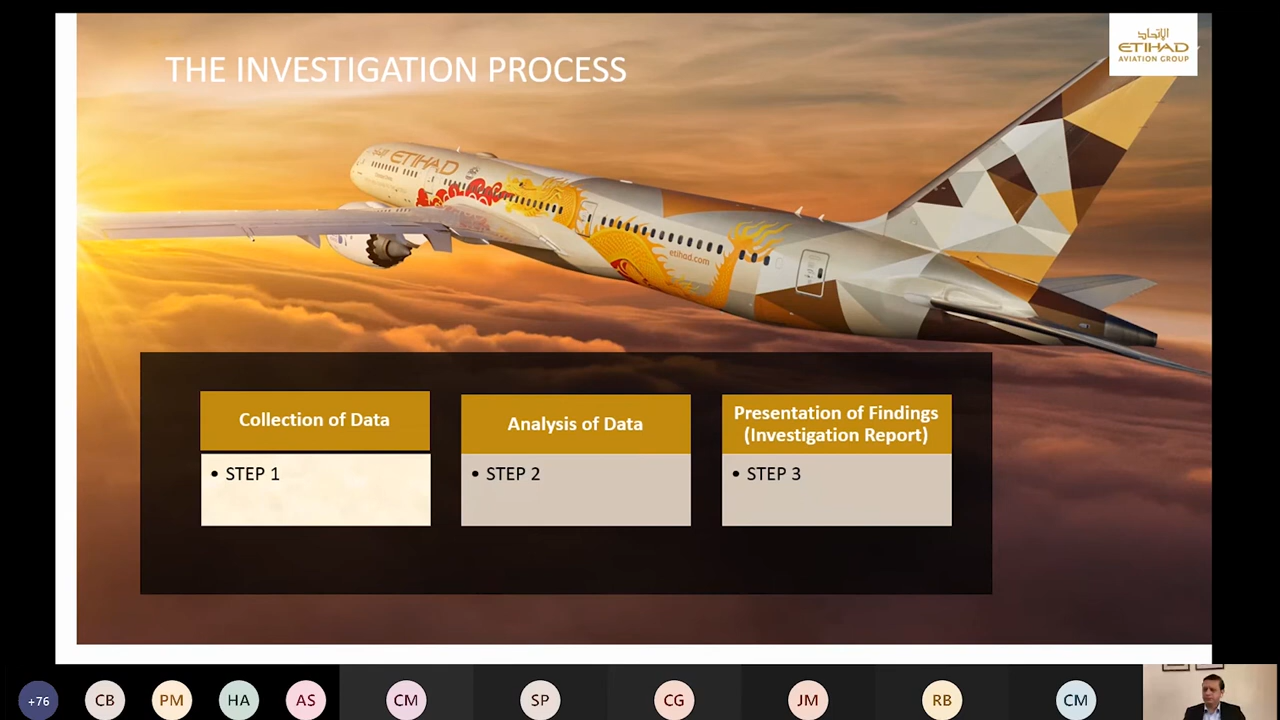 THE INVESTIGATION PROCESS
الإتحاد
ETIHAD
AVIATION GROUP
ETIHAD
etihad.com
Collection of Data
• STEP 1
Analysis of Data
• STEP 2
Presentation of Findings
(Investigation Report)
• STEP 3
+76
CB
PM
HA
AS
CM
SP
CG
JM
RB
CM